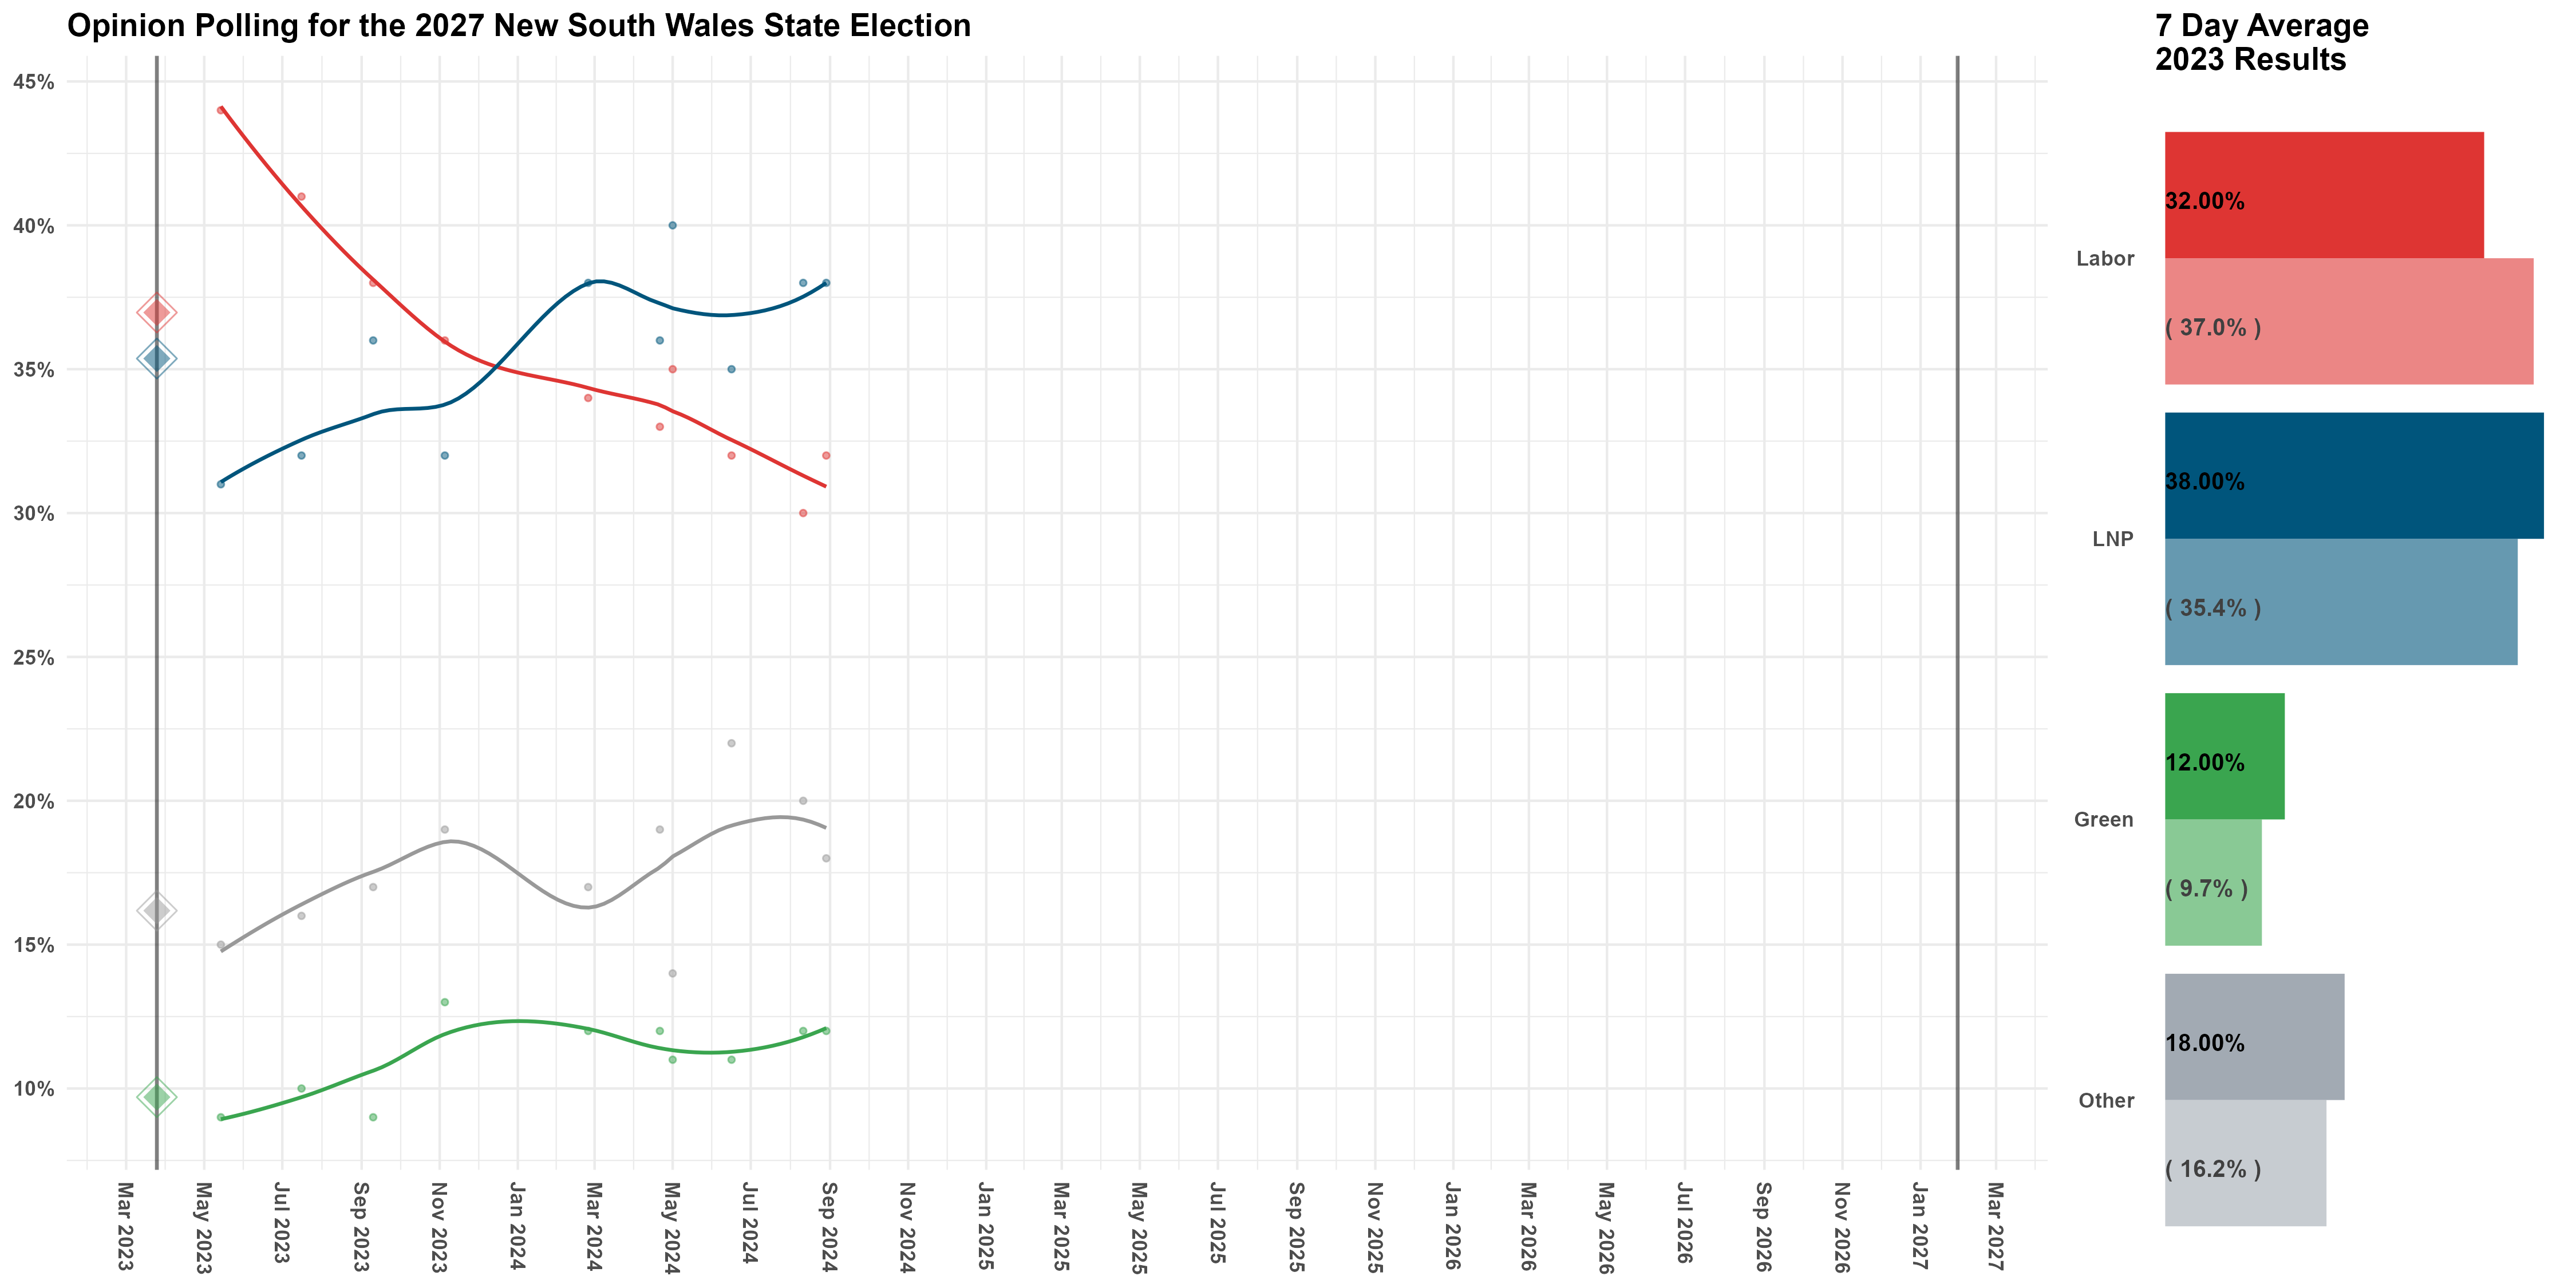 Opinion Polling for the 2027 New South Wales State Election
45%
40%
35%
30%
25%
20%
15%
10%
Mar 2023
May 2023
Jul 2023
Sep 2023
Nov 2023
Jan 2024
Mar 2024
May 2024
Jul 2024
Sep 2024
Nov 2024
Jan 2025
Mar 2025
May 2025
Jul 2025
Sep 2025
Nov 2025
Jan 2026
Mar 2026
May 2026
Jul 2026
Sep 2026
Nov 2026
Jan 2027
Mar 2027
7 Day Average
2023 Results
Labor
32.00%
( 37.0% )
LNP
38.00%
( 35.4% )
Green
12.00%
( 9.7% )
Other
18.00%
( 16.2% )